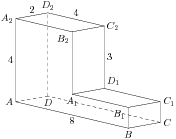 D₂
2 4
A₂ C₂
B₂
4 3
D₁
A D A₁ C₁
B₁
8 C
B